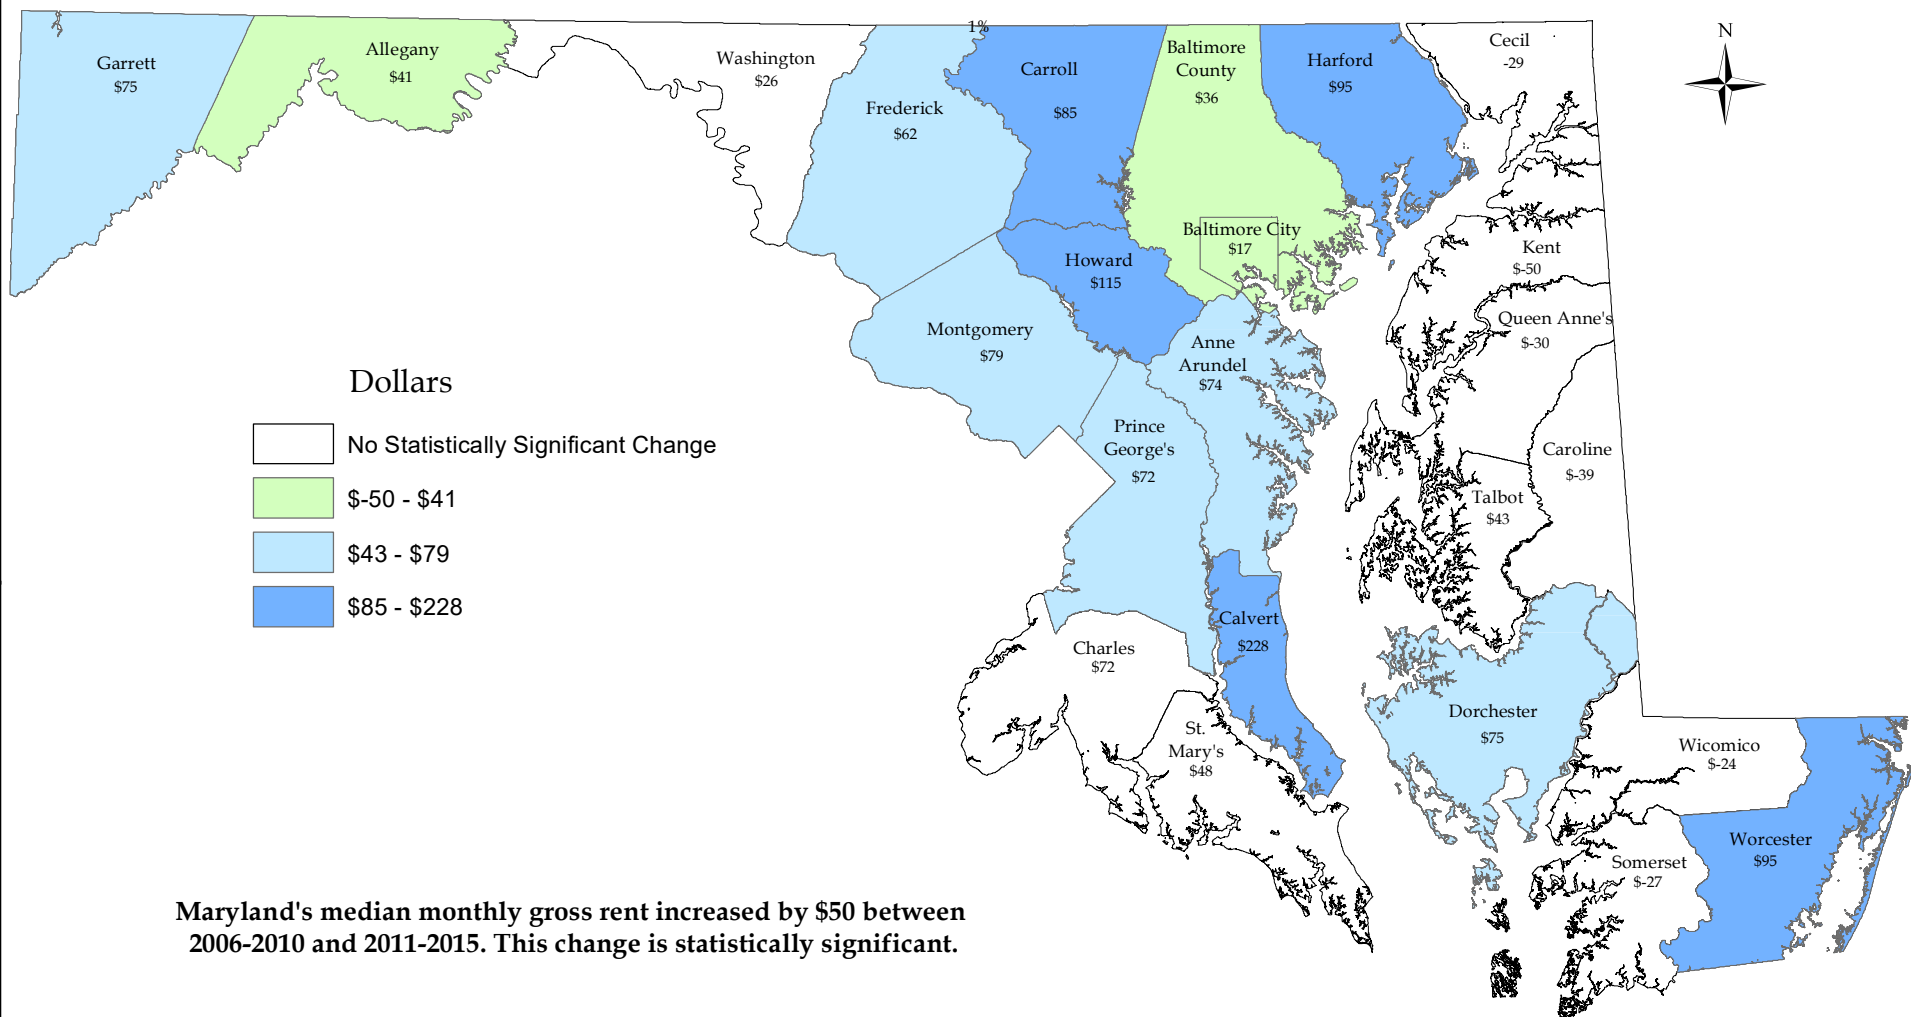 1%
N
Garrett
$75
Allegany
$41
Washington
$26
Frederick
$62
Carroll
$85
Baltimore
County
$36
Harford
$95
Cecil
-29
Baltimore City
$17
Howard
$115
Kent
$-50
Queen Anne's
$-30
Montgomery
$79
Anne
Arundel
$74
Prince
George's
$72
Caroline
$-39
Talbot
$43
Dollars
No Statistically Significant Change
$-50 - $41
$43 - $79
$85 - $228
Calvert
$228
Charles
$72
St.
Mary's
$48
Dorchester
$75
Wicomico
$-24
Worcester
$95
Somerset
$-27
Maryland's median monthly gross rent increased by $50 between
2006-2010 and 2011-2015. This change is statistically significant.